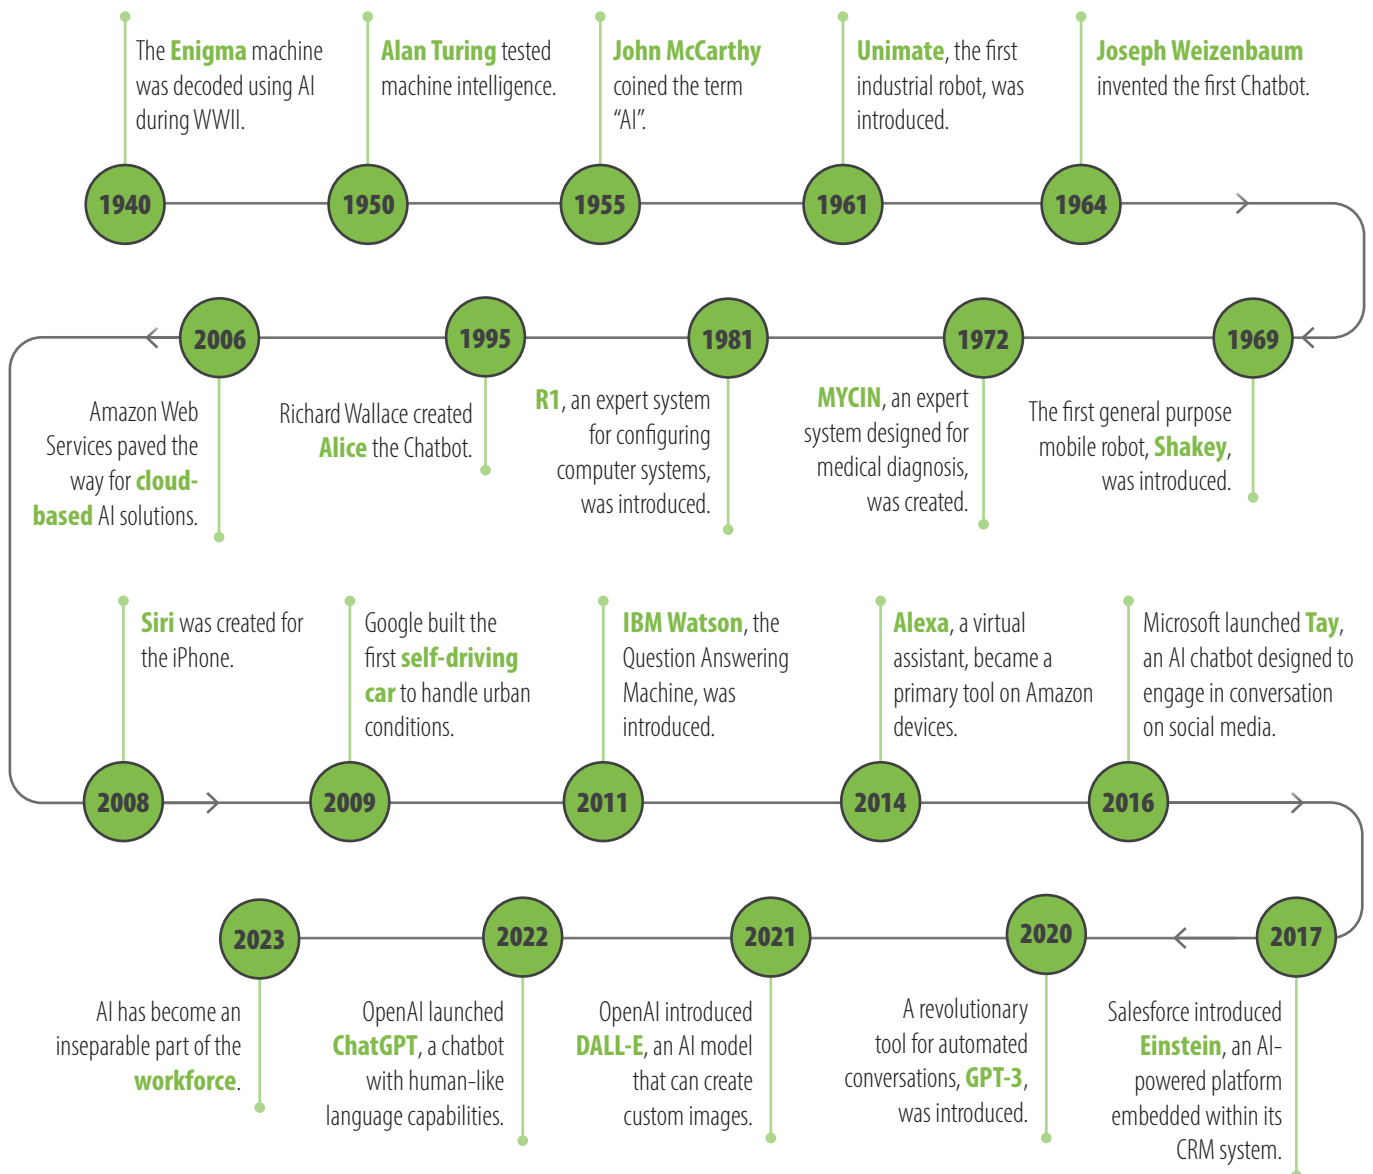 The Enigma machine
was decoded using AI
during WWII.
Alan Turing tested
machine intelligence.
John McCarthy
coined the term
“AI”.
Unimate, the first
industrial robot, was
introduced.
Joseph Weizenbaum
invented the first Chatbot.
1940
1950
1955
1961
1964
2006
1995
1981
1972
1969
Amazon Web
Services paved the
way for cloud-
based AI solutions.
Richard Wallace created
Alice the Chatbot.
R1, an expert system
for configuring
computer systems,
was introduced.
MYCIN, an expert
system designed for
medical diagnosis,
was created.
The first general purpose
mobile robot, Shakey,
was introduced.
Siri was created for
the iPhone.
Google built the
first self-driving
car to handle urban
conditions.
IBM Watson, the
Question Answering
Machine, was
introduced.
Alexa, a virtual
assistant, became a
primary tool on Amazon
devices.
Microsoft launched Tay,
an AI chatbot designed to
engage in conversation
on social media.
2008
2009
2011
2014
2016
2023
2022
2021
2020
2017
AI has become an
inseparable part of the
workforce.
OpenAI launched
ChatGPT, a chatbot
with human-like
language capabilities.
OpenAI introduced
DALL-E, an AI model
that can create
custom images.
A revolutionary
tool for automated
conversations, GPT-3,
was introduced.
Salesforce introduced
Einstein, an AI-
powered platform
embedded within its
CRM system.